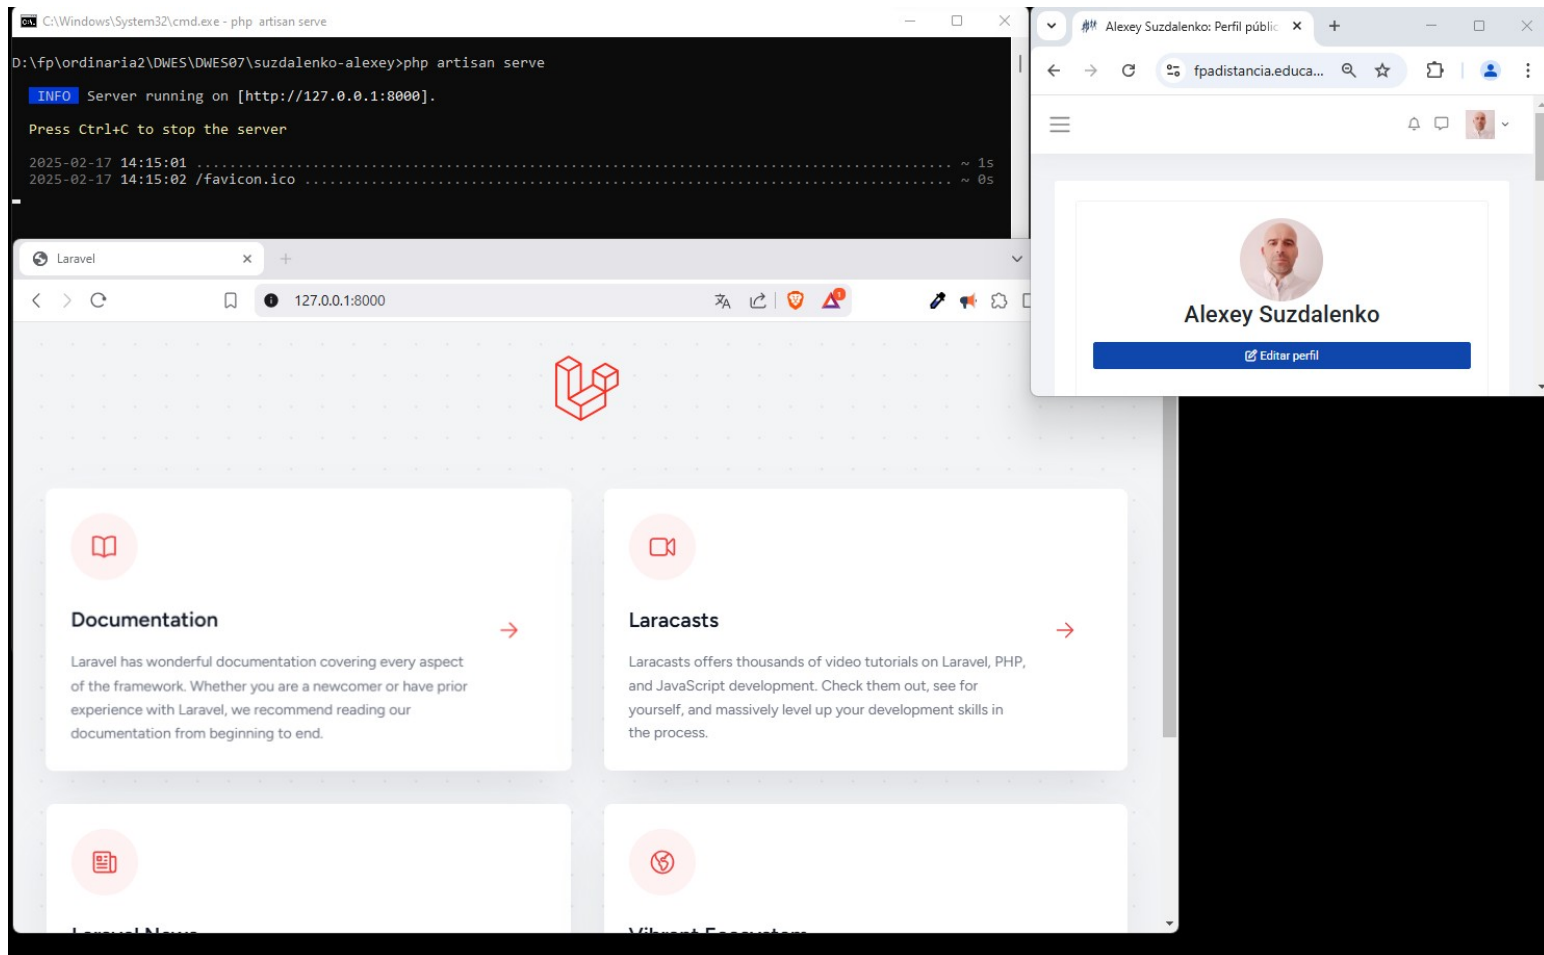 C:\Windows\System32\cmd.exe - php artisan serve
D:\fp\ordinaria2\DWES\DWES07\suzdalenko-alexey>php artisan serve
INFO Server running on [http://127.0.0.1:8000].
Press Ctrl+C to stop the server
2025-02-17 14:15:01 ........................................................................................... ~ 1s
2025-02-17 14:15:02 /favicon.ico .............................................................................. ~ 0s
Alexey Suzdalenko: Perfil públic
fpadistancia.educa...
Alexey Suzdalenko
Editar perfil
Laravel
127.0.0.1:8000
Documentation
Laravel has wonderful documentation covering every aspect
of the framework. Whether you are a newcomer or have prior
experience with Laravel, we recommend reading our
documentation from beginning to end.
Laracasts
Laracasts offers thousands of video tutorials on Laravel, PHP,
and JavaScript development. Check them out, see for
yourself, and massively level up your development skills in
the process.
Laravel News
Vibrant Ecosystem